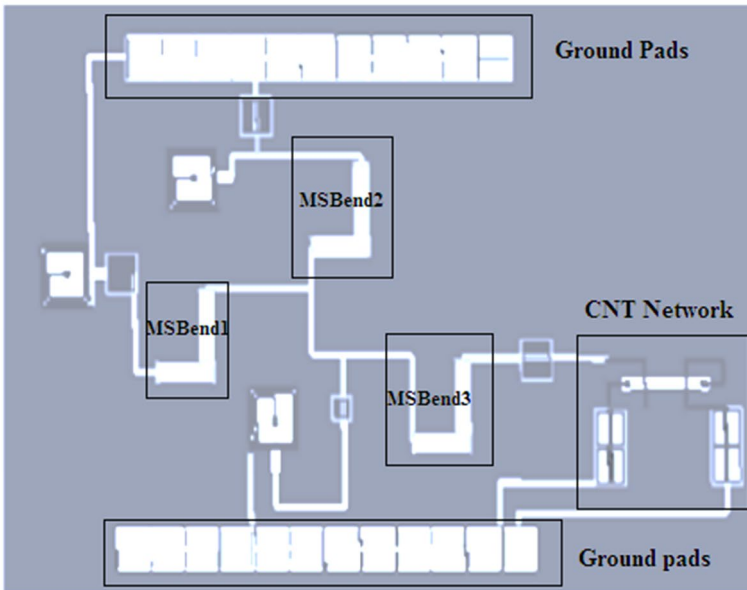 Ground Pads
MSBend2
CNT Network
MSBend1
MSBend3
Ground pads